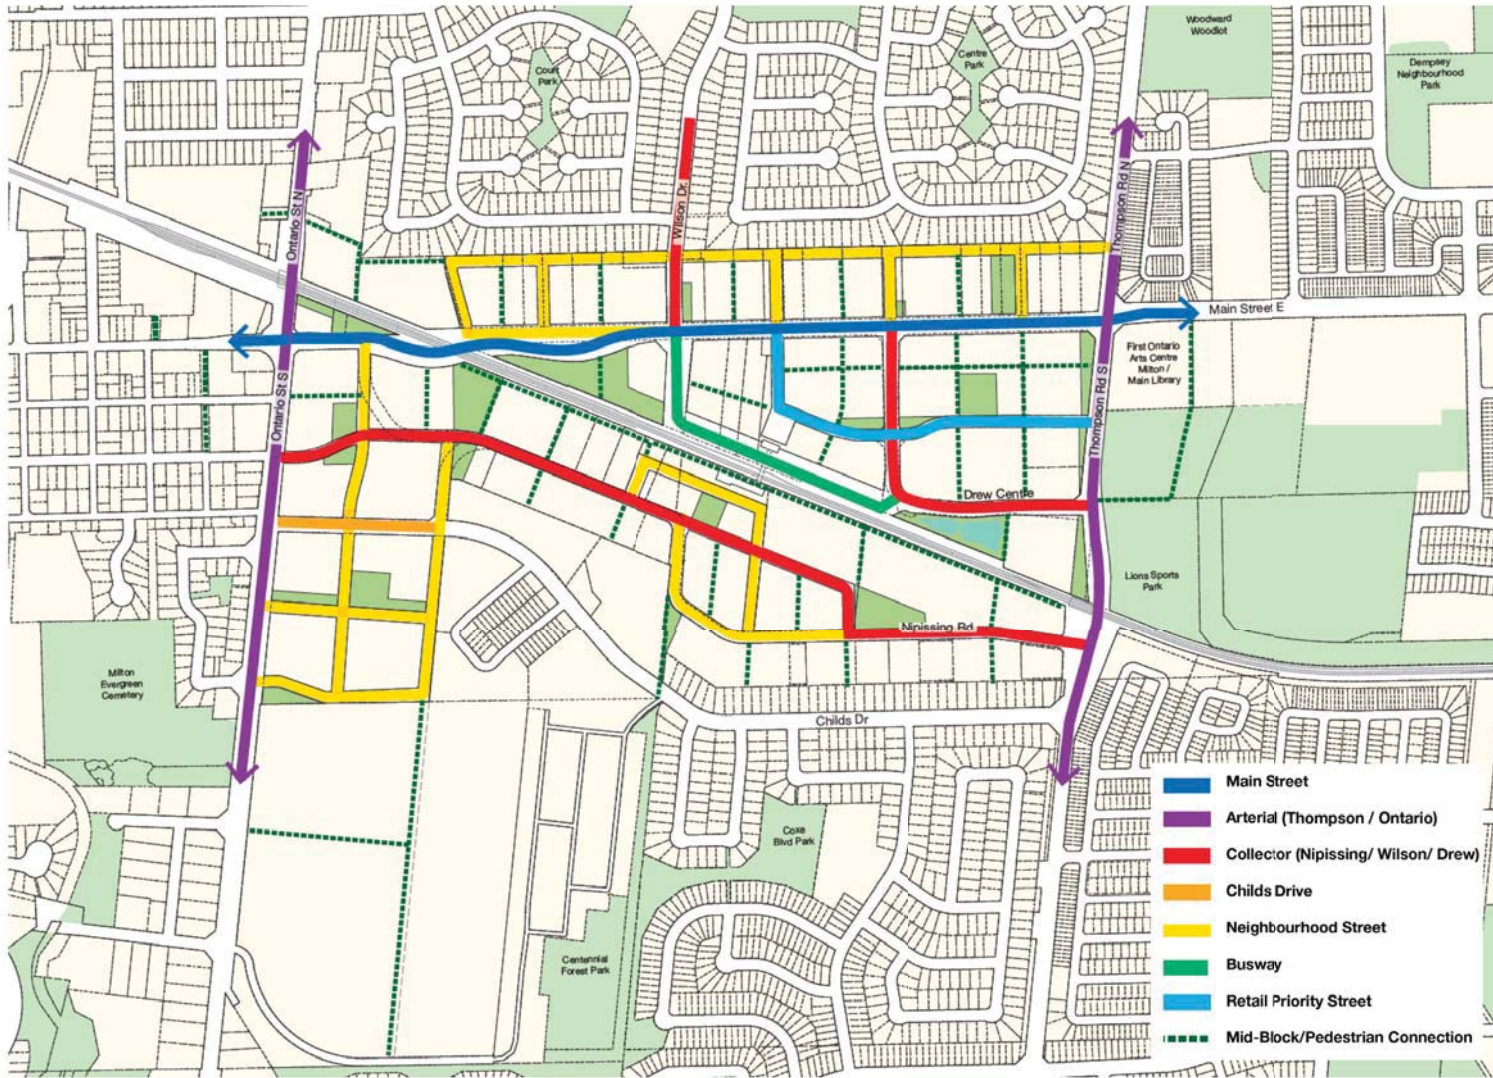 Woodward
Woodlot
Court
Park
Centre
Park
Dempsey
Neighbourhood
Park
Ontario St N
Wilson Dr.
Thompson Rd N
Main Street E
First Ontario
Arts Centre
Milton /
Main Library
Ontario St S
Thompson Rd S
Drew Centre
Lions Sports
Park
Nipissing Rd
Milton
Evergreen
Cemetery
Childs Dr
Coxe
Blvd Park
Centennial
Forest Park
Main Street
Arterial (Thompson / Ontario)
Collector (Nipissing/ Wilson/ Drew)
Childs Drive
Neighbourhood Street
Busway
Retail Priority Street
Mid-Block/Pedestrian Connection